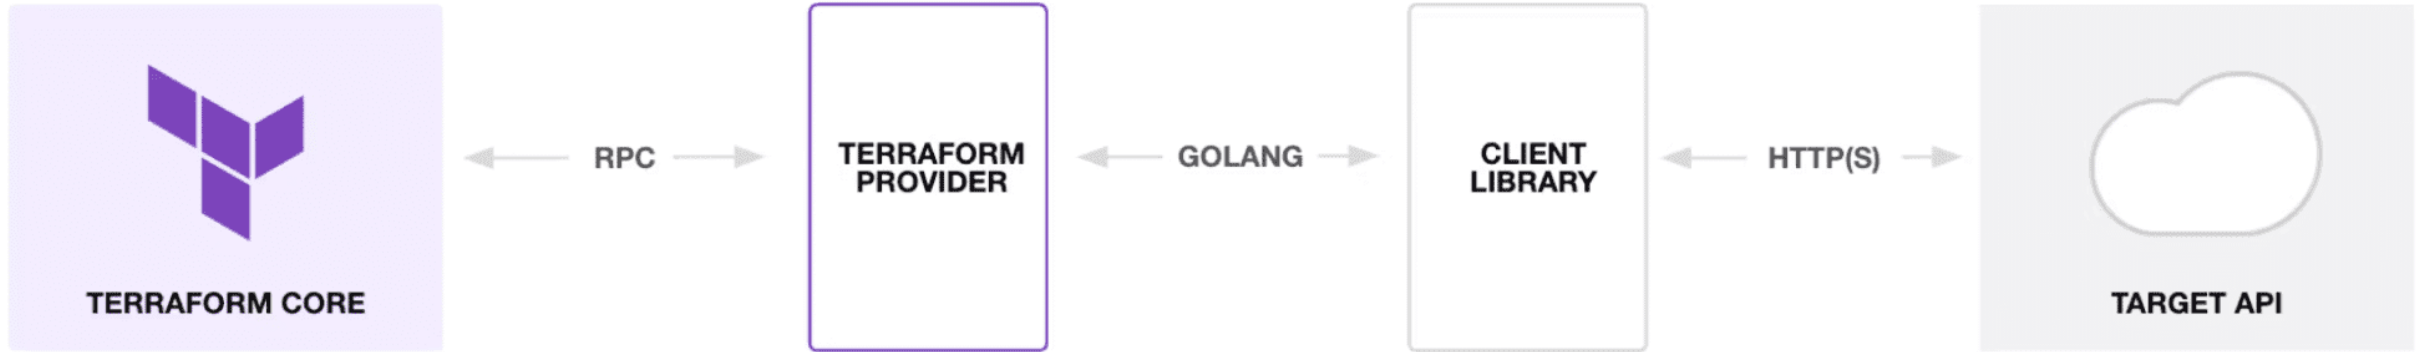 TERRAFORM CORE
RPC
TERRAFORM
PROVIDER
GOLANG
CLIENT
LIBRARY
HTTP(S)
TARGET API